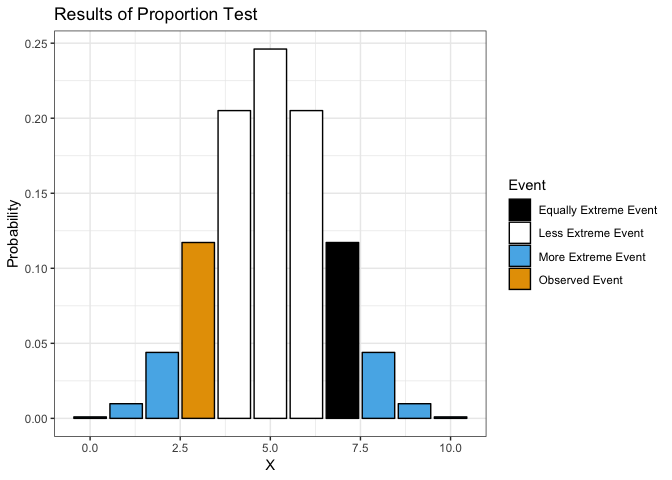 Results of Proportion Test
0.25
0.20
0.15
0.10
0.05
0.00
Probability
0.0 2.5 5.0 7.5 10.0
X
Event
Equally Extreme Event
Less Extreme Event
More Extreme Event
Observed Event